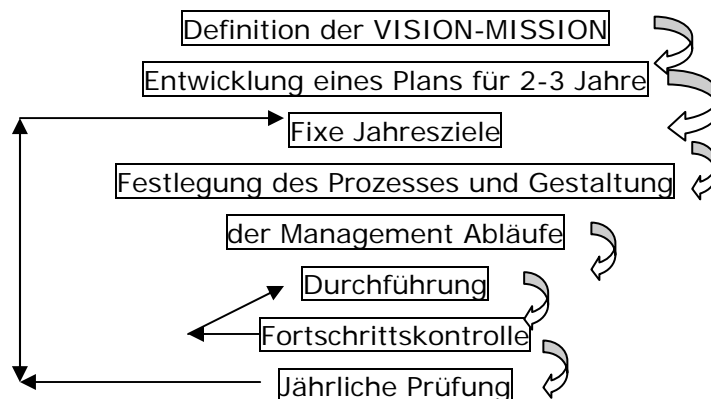 Definition der VISION-MISSION
Entwicklung eines Plans für 2-3 Jahre
Fixe Jahresziele
Festlegung des Prozesses und Gestaltung
der Management Abläufe
Durchführung
Fortschrittskontrolle
Jährliche Prüfung